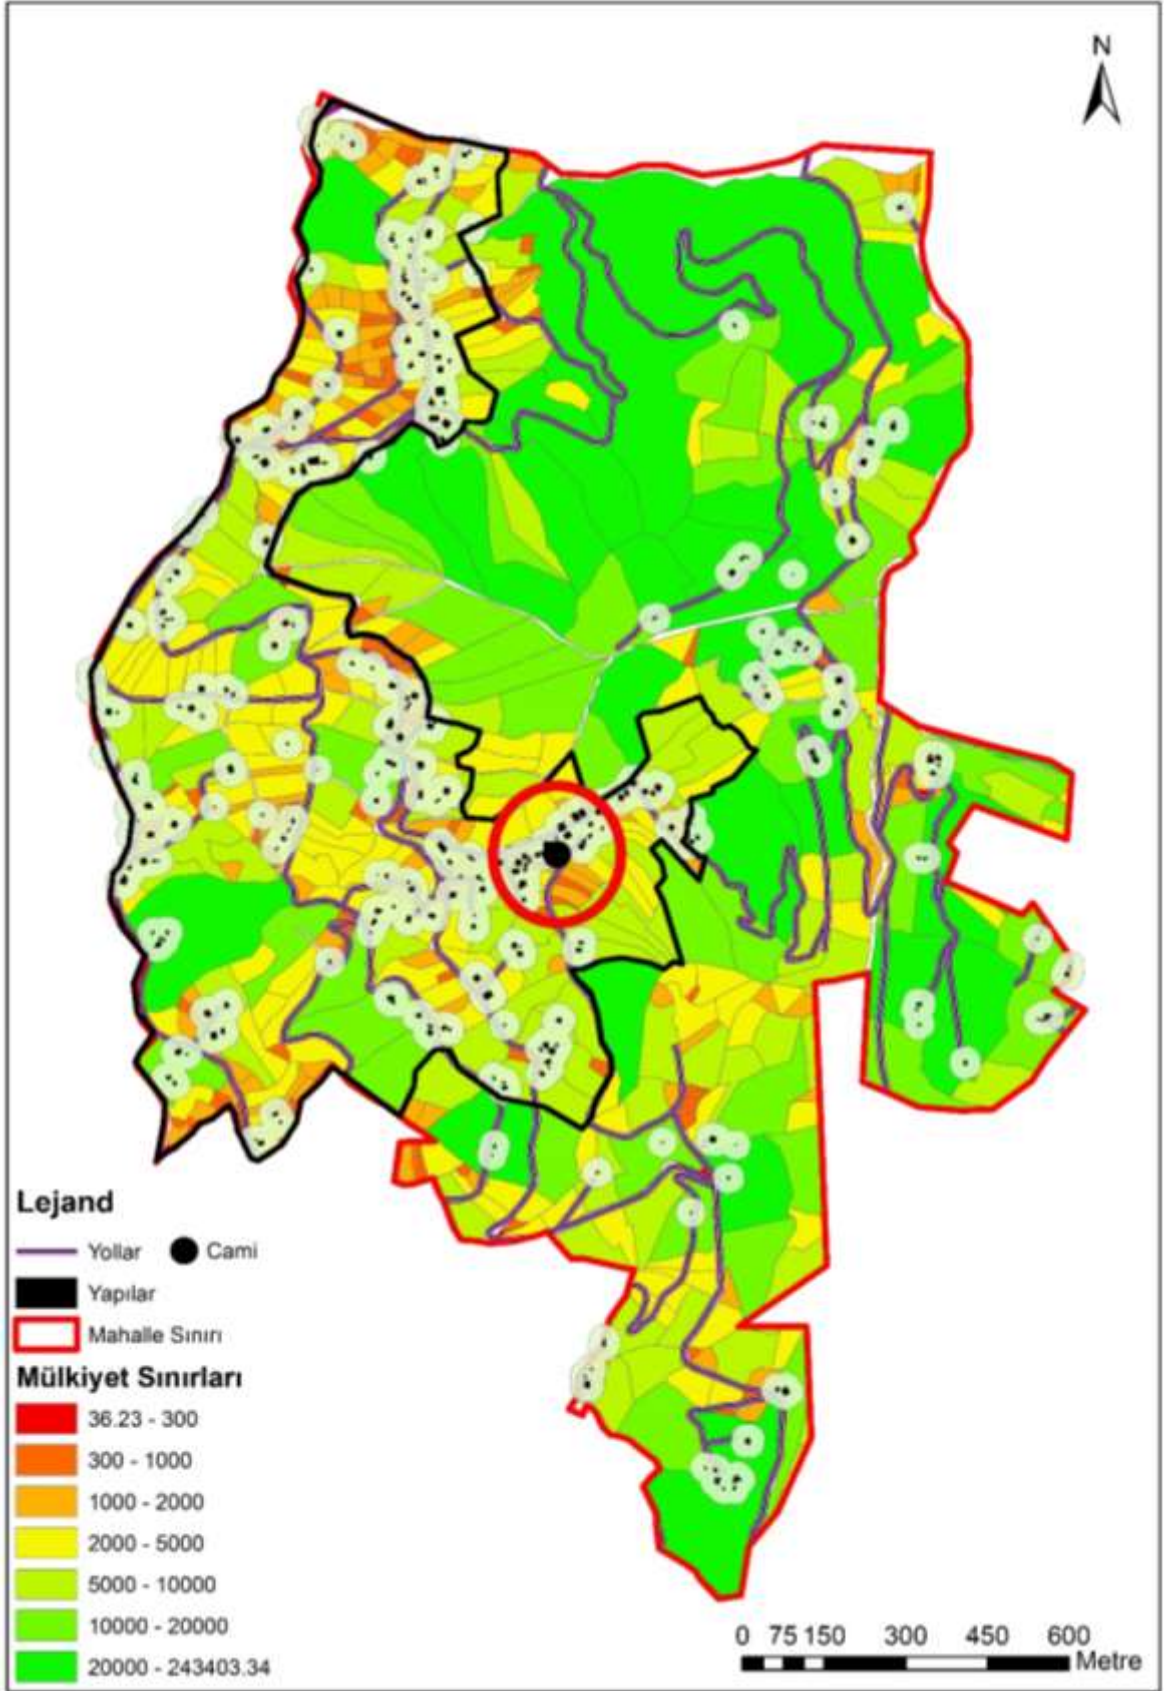 N
Lejand
Yollar Cami
Yapılar
Mahalle Sınırı
Mülkiyet Sınırları
36.23 - 300
300 - 1000
1000 - 2000
2000 - 5000
5000 - 10000
10000 - 20000
20000 - 243403.34
0 75 150 300 450 600
Metre